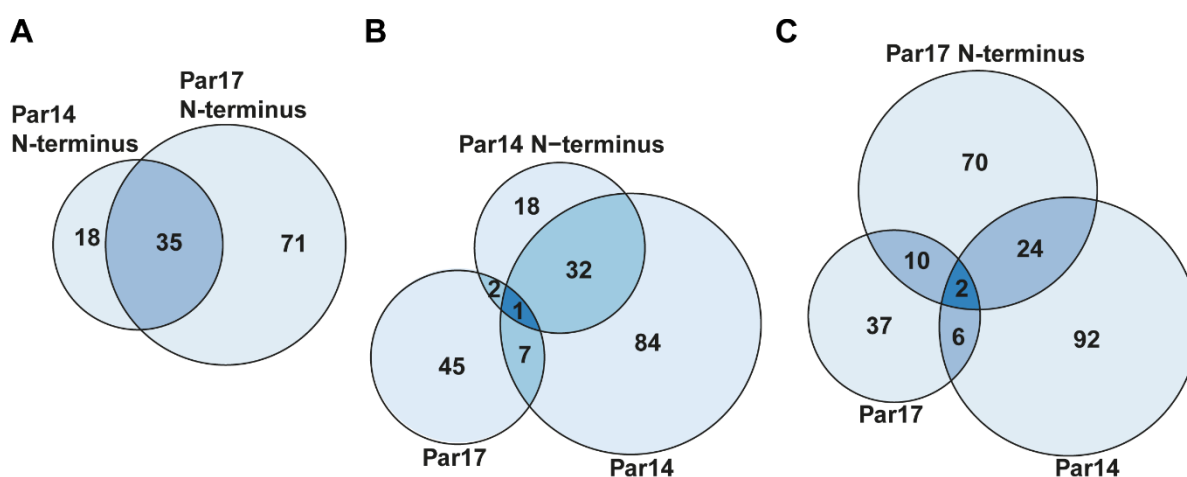 A
Par14
N-terminus
Par17
N-terminus
18
35
71
B
Par14 N−terminus
18
32
2
1
7
84
45
Par17
Par14
C
Par17 N-terminus
70
10
24
2
37
6
92
Par17
Par14